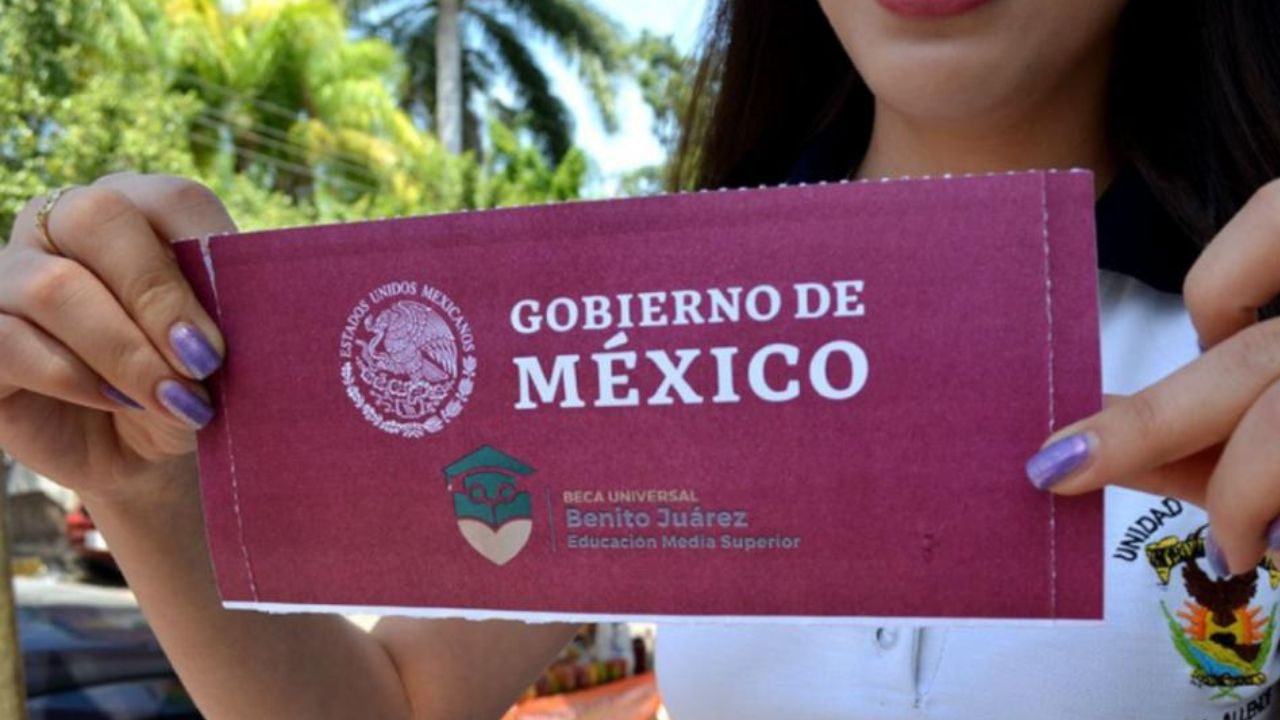 ESTADOS UNIDOS MEXICANOS
GOBIERNO DE
MÉXICO
BECA UNIVERSAL
Benito Juárez
Educación Media Superior
UNIDAD